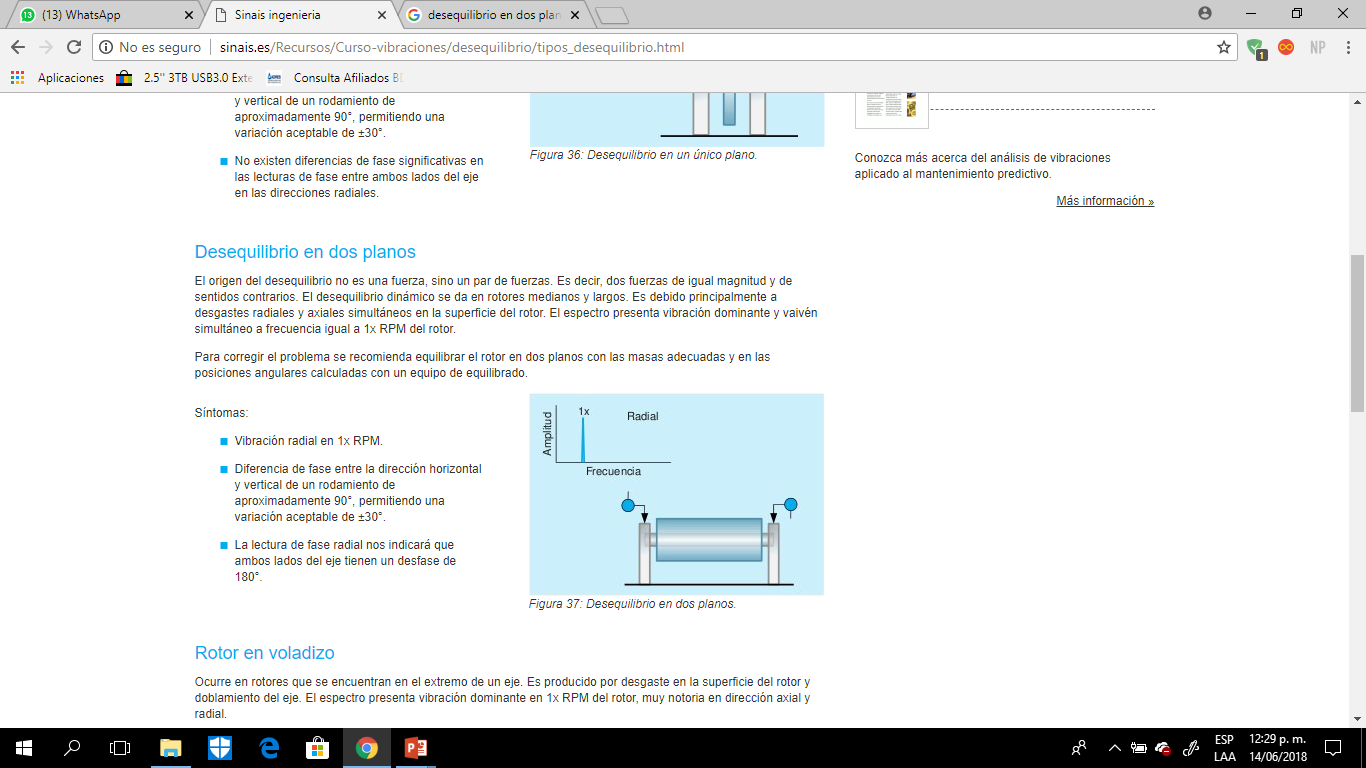 (13) WhatsApp
Sinais ingenieria
desequilibrio en dos plan
No es seguro
sinais.es/Recursos/Curso-vibraciones/desequilibrio/tipos_desequilibrio.html
1
NP
Aplicaciones
2.5" 3TB USB3.0 Exte
Consulta Afiliados BD
y vertical de un rodamiento de
aproximadamente 90°, permitiendo una
variación aceptable de ±30°.
No existen diferencias de fase significativas en
las lecturas de fase entre ambos lados del eje
en las direcciones radiales.
Figura 36: Desequilibrio en un único plano.
Conozca más acerca del análisis de vibraciones
aplicado al mantenimiento predictivo.
Más información »
Desequilibrio en dos planos
El origen del desequilibrio no es una fuerza, sino un par de fuerzas. Es decir, dos fuerzas de igual magnitud y de
sentidos contrarios. El desequilibrio dinámico se da en rotores medianos y largos. Es debido principalmente a
desgastes radiales y axiales simultáneos en la superficie del rotor. El espectro presenta vibración dominante y vaivén
simultáneo a frecuencia igual a 1x RPM del rotor.
Para corregir el problema se recomienda equilibrar el rotor en dos planos con las masas adecuadas y en las
posiciones angulares calculadas con un equipo de equilibrado.
Síntomas:
Vibración radial en 1x RPM.
Diferencia de fase entre la dirección horizontal
y vertical de un rodamiento de
aproximadamente 90°, permitiendo una
variación aceptable de ±30°.
La lectura de fase radial nos indicará que
ambos lados del eje tienen un desfase de
180°.
1x
Radial
Amplitud
Frecuencia
Figura 37: Desequilibrio en dos planos.
Rotor en voladizo
Ocurre en rotores que se encuentran en el extremo de un eje. Es producido por desgaste en la superficie del rotor y
doblamiento del eje. El espectro presenta vibración dominante en 1x RPM del rotor, muy notoria en dirección axial y
radial.
ESP
LAA
12:29 p. m.
14/06/2018